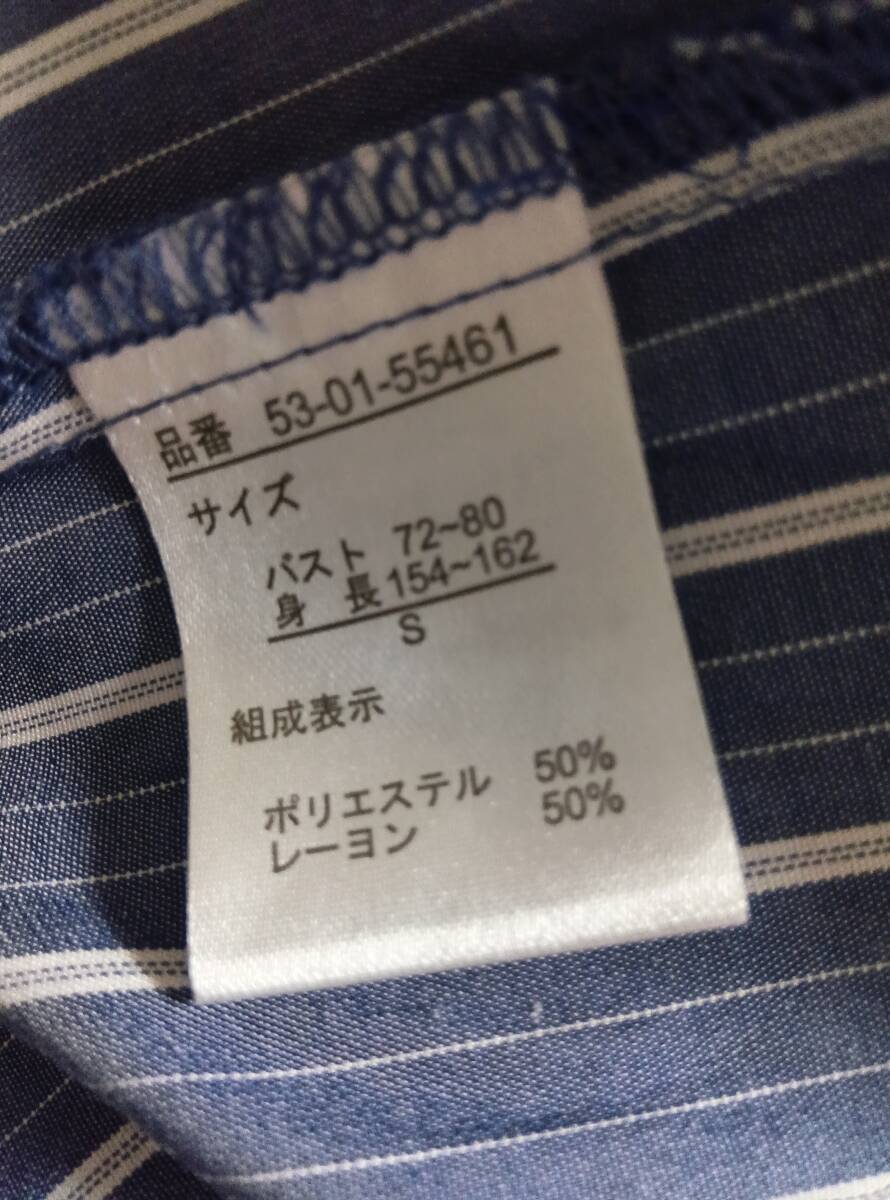 品番 53-01-55461
サイズ
バスト 72~80
身 長 154~162
S
組成表示
ポリエステル 50%
レーヨン 50%